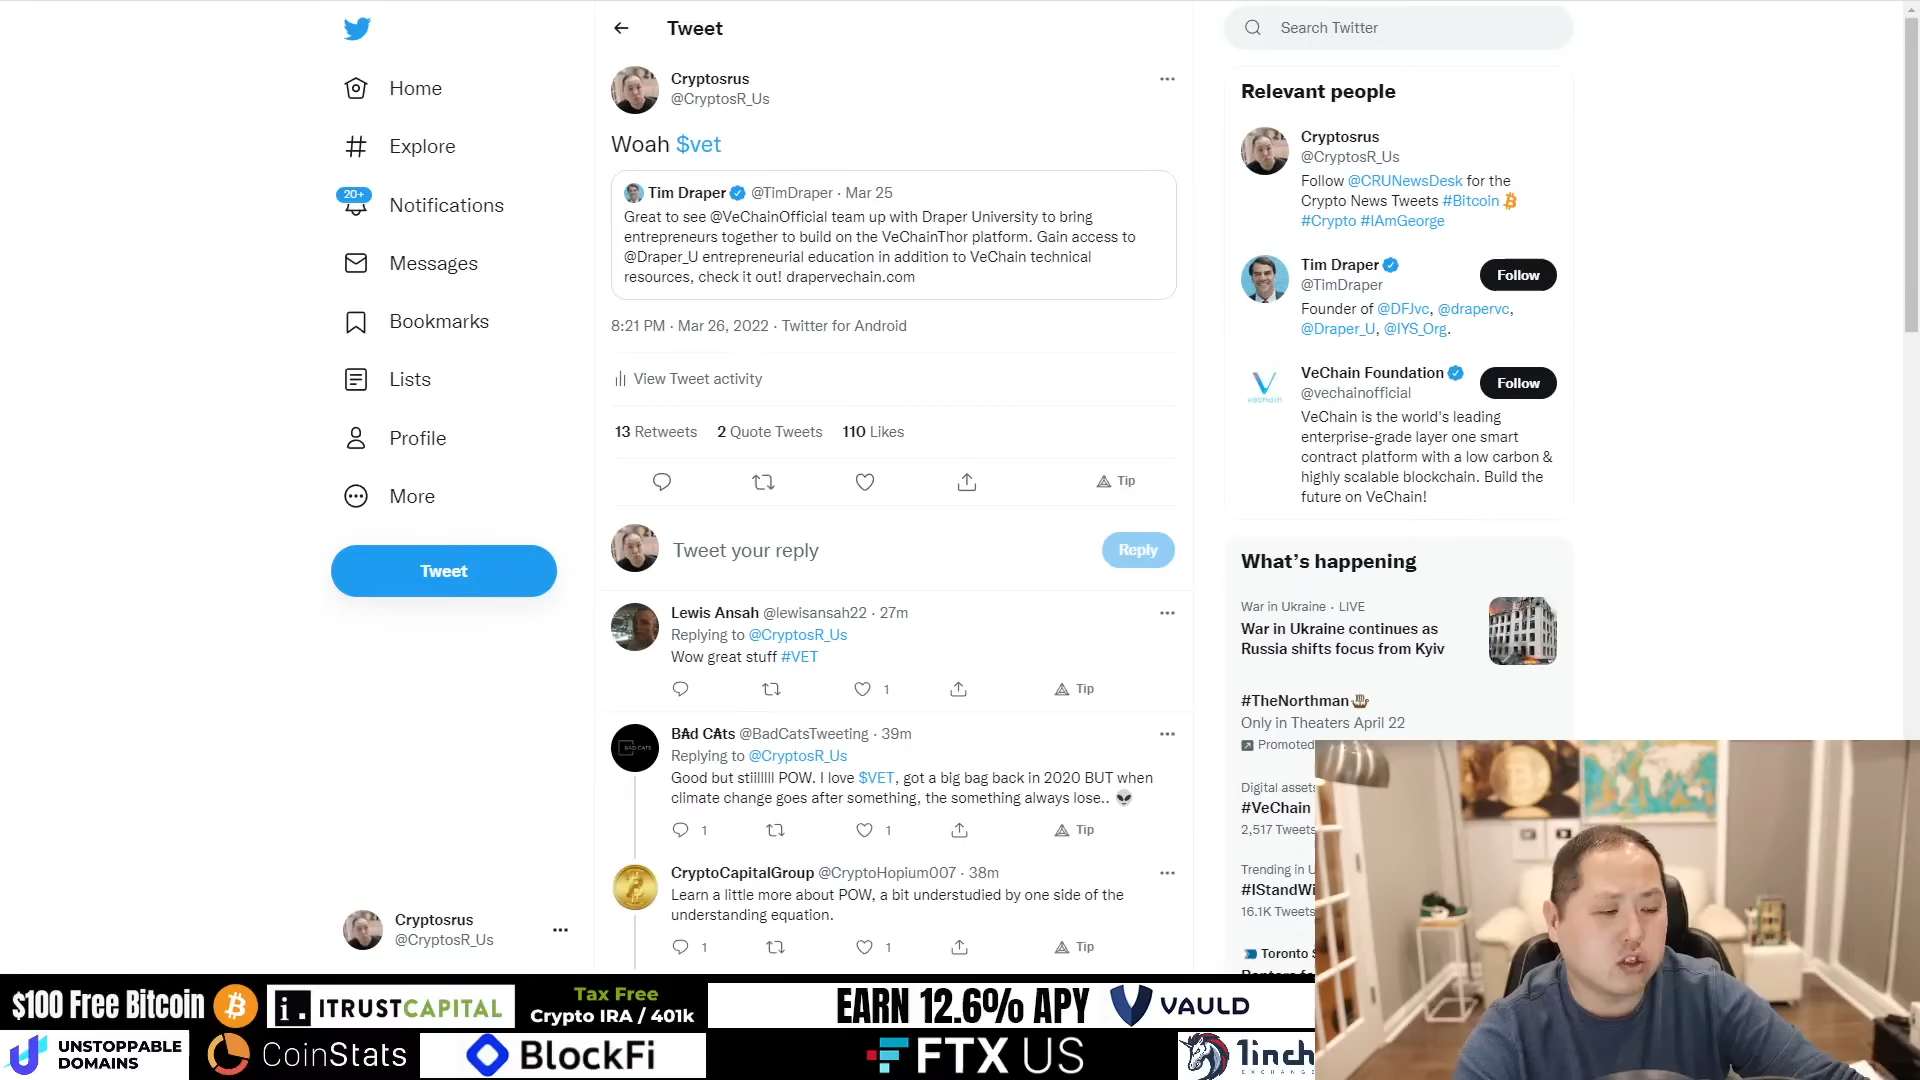 Home
Explore
20+
Notifications
Messages
Bookmarks
Lists
Profile
More
Tweet
Cryptosrus
@CryptosR_Us
Tweet
Cryptosrus
@CryptosR_Us
Woah $vet
Tim Draper @TimDraper · Mar 25
Great to see @VeChainOfficial team up with Draper University to bring
entrepreneurs together to build on the VeChainThor platform. Gain access to
@Draper_U entrepreneurial education in addition to VeChain technical
resources, check it out! drapervechain.com
8:21 PM · Mar 26, 2022 · Twitter for Android
View Tweet activity
13 Retweets 2 Quote Tweets 110 Likes
Tip
Tweet your reply
Reply
Lewis Ansah @lewisansah22 · 27m
Replying to @CryptosR_Us
Wow great stuff #VET
1 Tip
B₳d C₳ts @BadCatsTweeting · 39m
Replying to @CryptosR_Us
Good but stiillllll POW. I love $VET, got a big bag back in 2020 BUT when
climate change goes after something, the something always lose.. 👽
1 1 Tip
CryptoCapitalGroup @CryptoHopium007 · 38m
Learn a little more about POW, a bit understudied by one side of the
understanding equation.
1 1 Tip
Search Twitter
Relevant people
Cryptosrus
@CryptosR_Us
Follow @CRUNewsDesk for the
Crypto News Tweets #Bitcoin
#Crypto #IAmGeorge
Tim Draper
@TimDraper
Follow
Founder of @DFJvc, @drapervc,
@Draper_U, @IYS_Org.
vechain
VeChain Foundation
@vechainofficial
Follow
VeChain is the world's leading
enterprise-grade layer one smart
contract platform with a low carbon &
highly scalable blockchain. Build the
future on VeChain!
What's happening
War in Ukraine · LIVE
War in Ukraine continues as
Russia shifts focus from Kyiv
#TheNorthman
Only in Theaters April 22
Promoted
Digital assets
#VeChain
2,517 Tweets
Trending in U
#IStandWi
16.1K Tweets
Toronto S
$100 Free Bitcoin
ITRUSTCAPITAL
Tax Free
Crypto IRA / 401k
EARN 12.6% APY
VAULD
UNSTOPPABLE
DOMAINS
CoinStats
BlockFi
FTX US
1inch
EXCHANGE